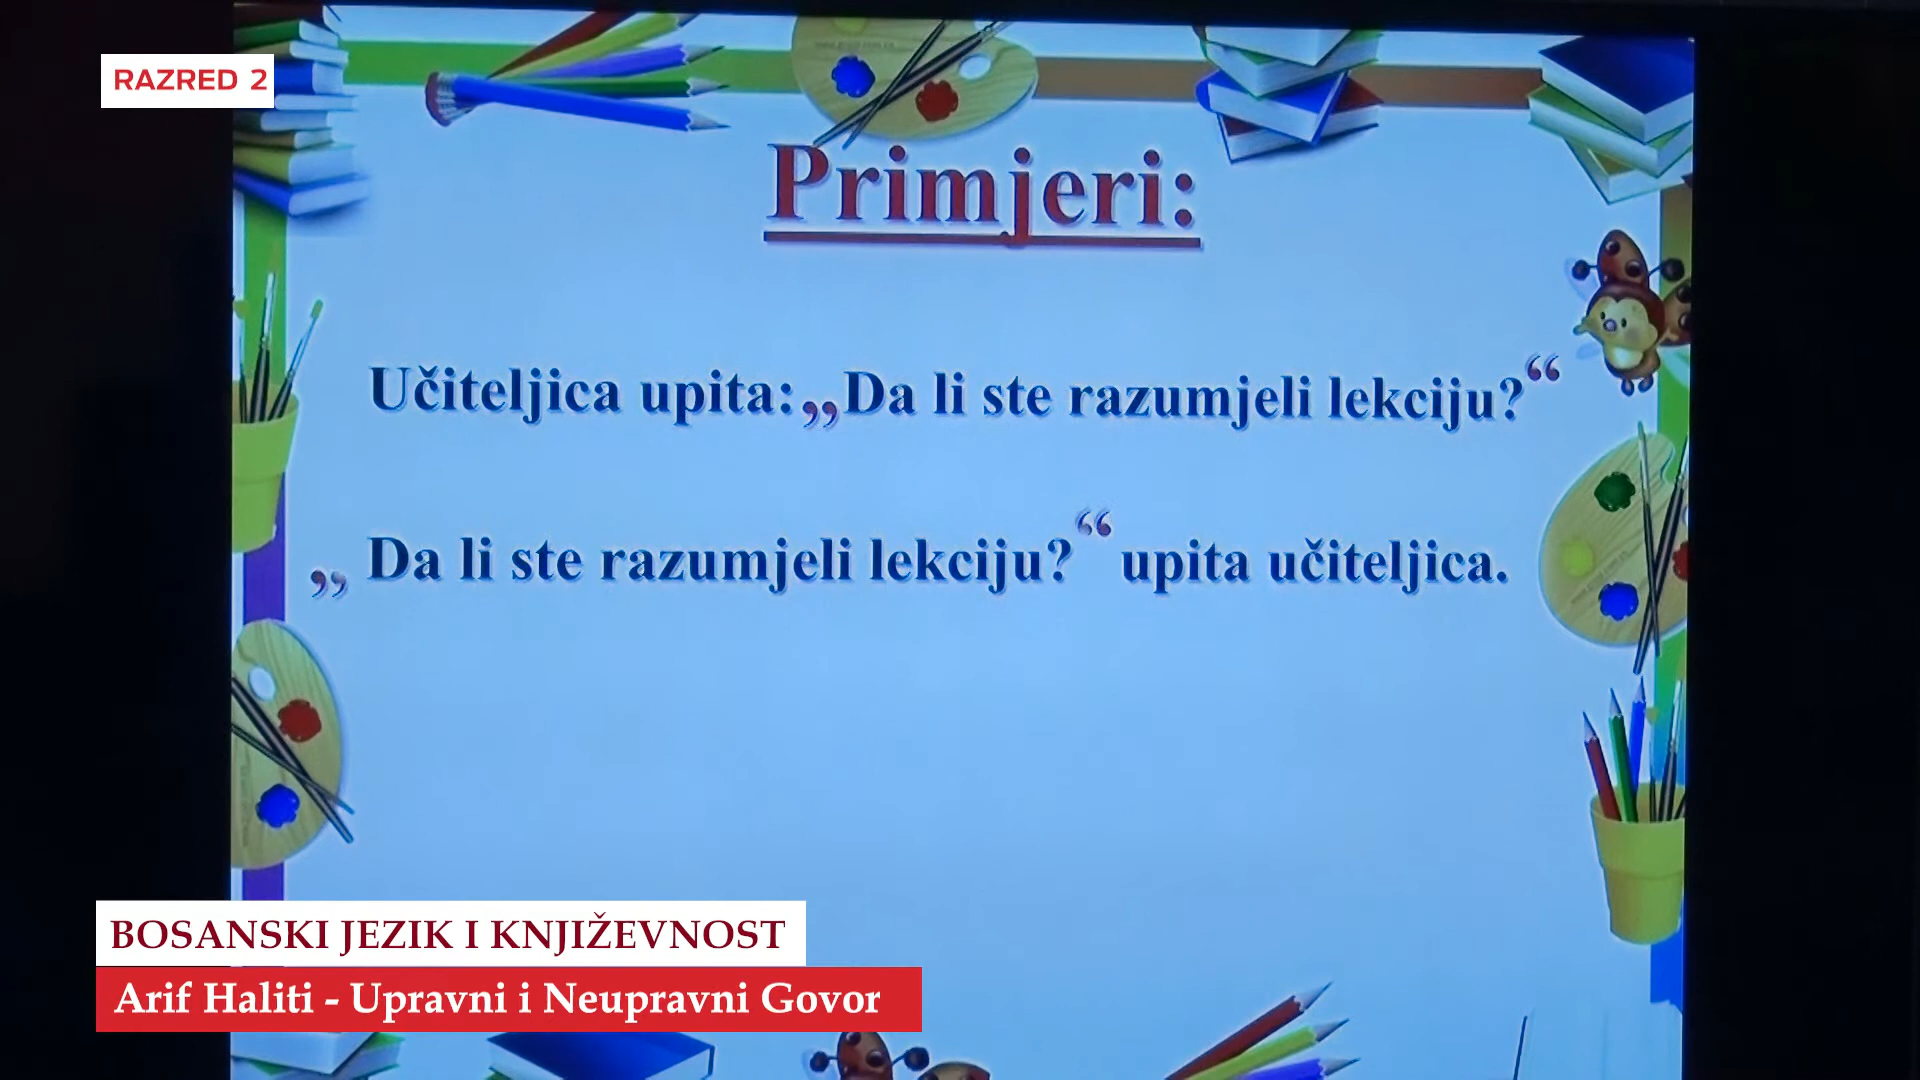 RAZRED 2
Primjeri:
Učiteljica upita:,,Da li ste razumjeli lekciju?“
,, Da li ste razumjeli lekciju?“ upita učiteljica.
BOSANSKI JEZIK I KNJIŽEVNOST
Arif Haliti - Upravni i Neupravni Govor